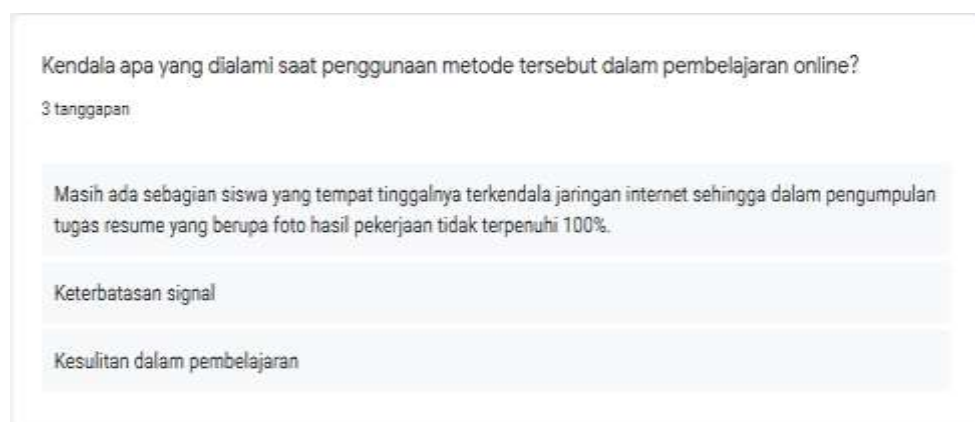 Kendala apa yang dialami saat penggunaan metode tersebut dalam pembelajaran online?
3 tanggapan
Masih ada sebagian siswa yang tempat tinggalnya terkendala jaringan internet sehingga dalam pengumpulan
tugas resume yang berupa foto hasil pekerjaan tidak terpenuhi 100%.
Keterbatasan signal
Kesulitan dalam pembelajaran